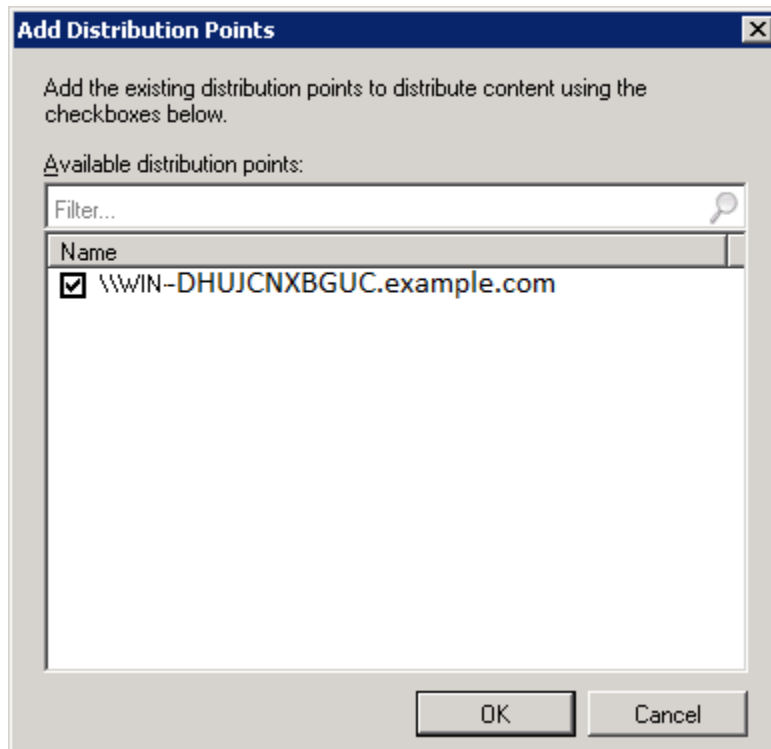 Add Distribution Points
Add the existing distribution points to distribute content using the
checkboxes below.
Available distribution points:
Filter...
Name
\\WIN-DHUJCNXBGUC.example.com
OK
Cancel